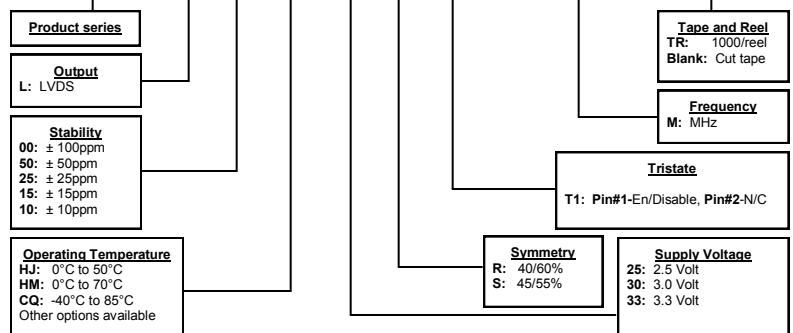 Product series
Output
L: LVDS
Stability
00: ± 100ppm
50: ± 50ppm
25: ± 25ppm
15: ± 15ppm
10: ± 10ppm
Operating Temperature
HJ: 0°C to 50°C
HM: 0°C to 70°C
CQ: -40°C to 85°C
Other options available
Tape and Reel
TR: 1000/reel
Blank: Cut tape
Frequency
M: MHz
Tristate
T1: Pin#1-En/Disable, Pin#2-N/C
Symmetry
R: 40/60%
S: 45/55%
Supply Voltage
25: 2.5 Volt
30: 3.0 Volt
33: 3.3 Volt